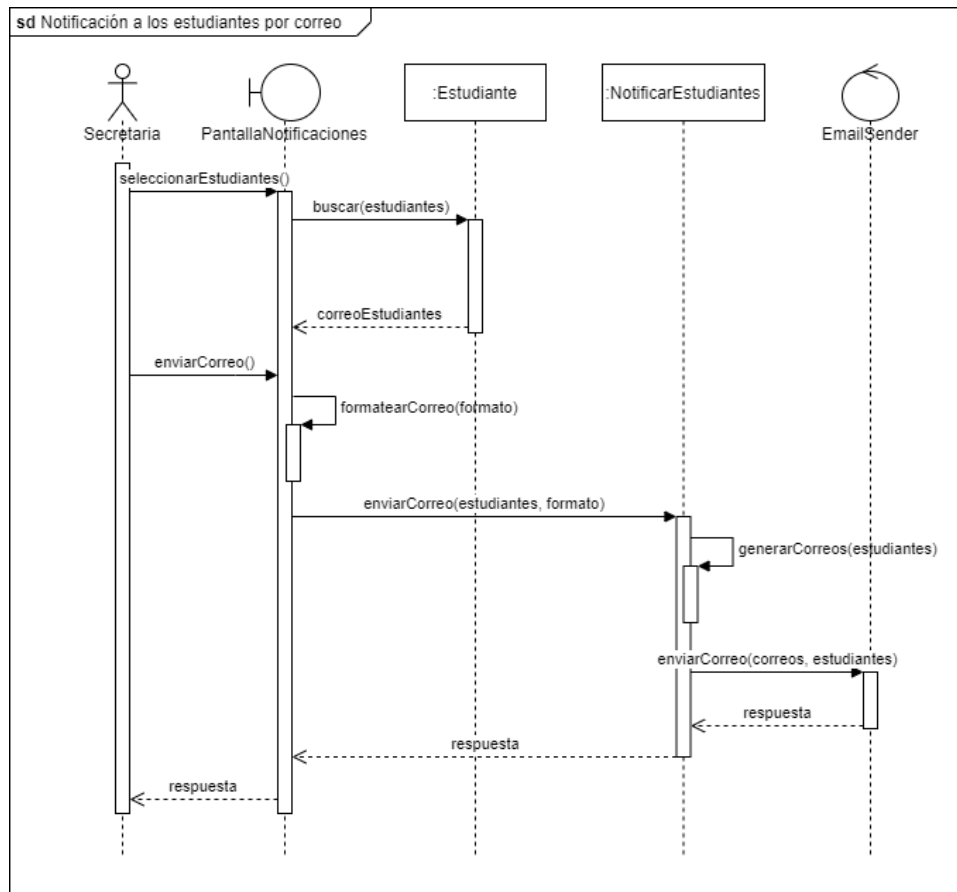 sd Notificación a los estudiantes por correo
:Estudiante
:NotificarEstudiantes
Secretaria
PantallaNotificaciones
EmailSender
seleccionarEstudiantes()
buscar(estudiantes)
correoEstudiantes
enviarCorreo()
formatearCorreo(formato)
enviarCorreo(estudiantes, formato)
generarCorreos(estudiantes)
enviarCorreo(correos, estudiantes)
respuesta
respuesta
respuesta